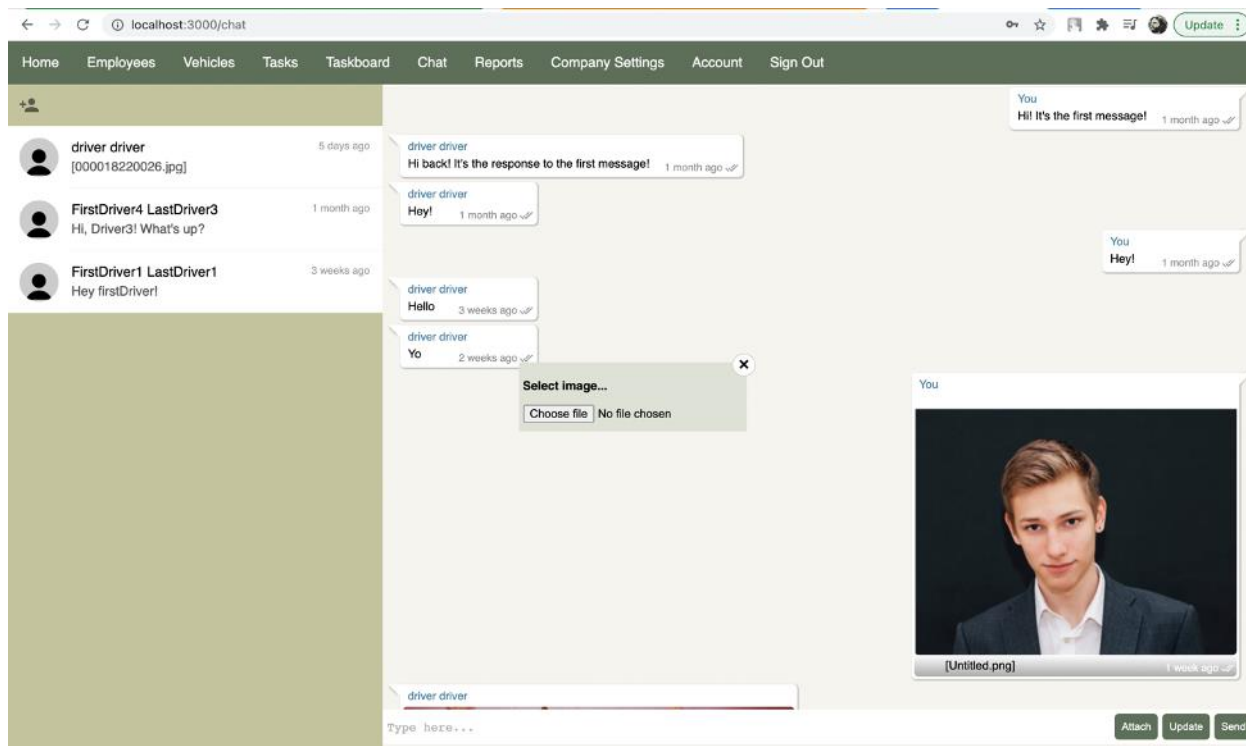 localhost:3000/chat
Update
Home Employees Vehicles Tasks Taskboard Chat Reports Company Settings Account Sign Out
driver driver 5 days ago
[000018220026.jpg]
FirstDriver4 LastDriver3 1 month ago
Hi, Driver3! What's up?
FirstDriver1 LastDriver1 3 weeks ago
Hey firstDriver!
You
Hi! It's the first message! 1 month ago
driver driver
Hi back! It's the response to the first message! 1 month ago
driver driver
Hey! 1 month ago
You
Hey! 1 month ago
driver driver
Hello 3 weeks ago
driver driver
Yo 2 weeks ago
Select image...
Choose file No file chosen
You
[Untitled.png] 1 week ago
driver driver
Type here...
Attach Update Send